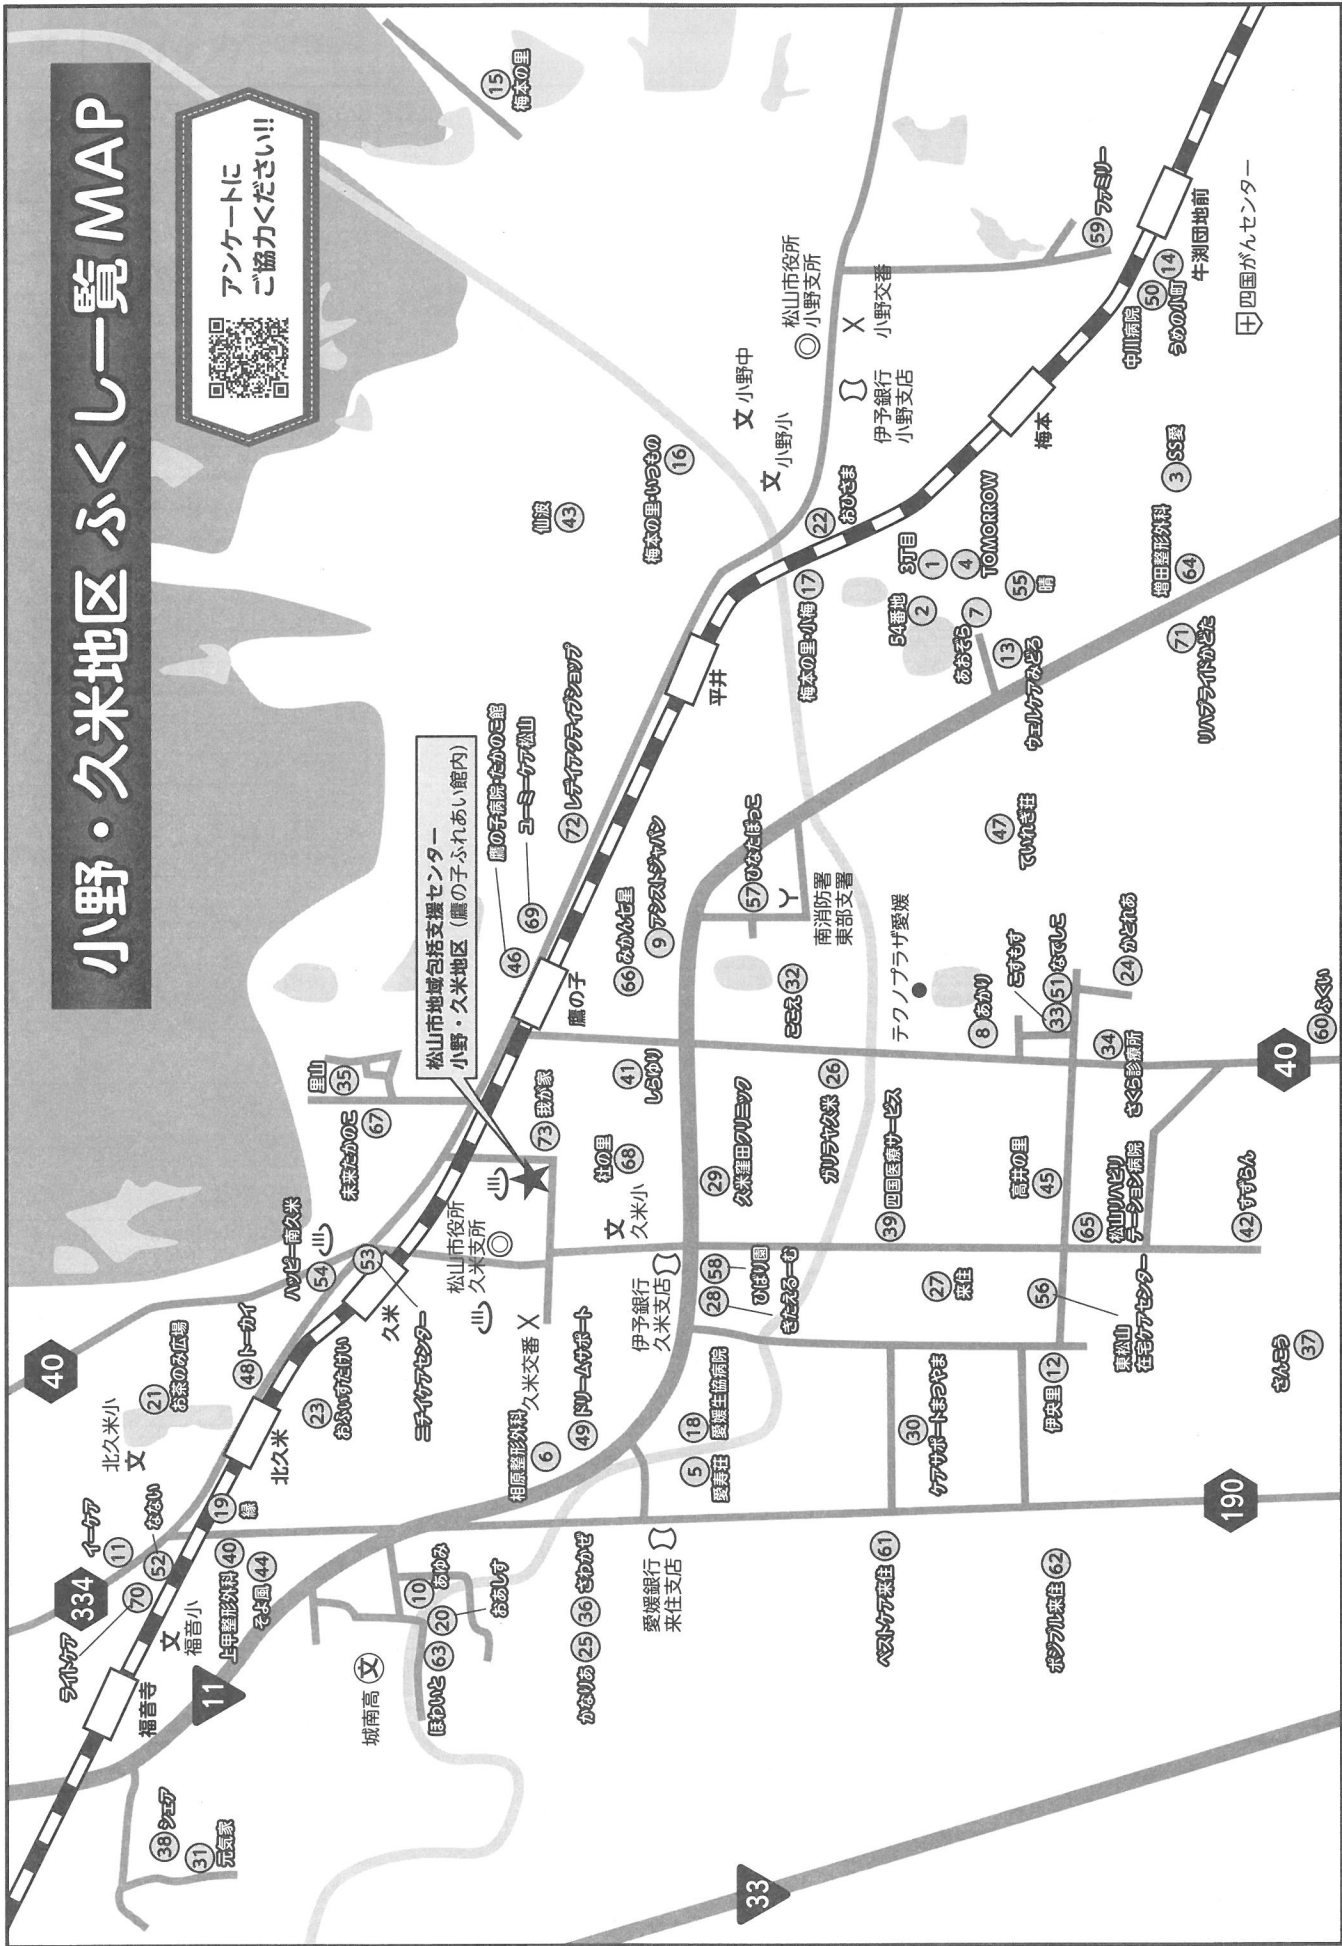 小野・久米地区 ふくし一覧 MAP
アンケートに
ご協力ください!!
15
梅本の里
松山市地域包括支援センター
小野・久米地区（鷹の子ふれあい館内）
40
334
11
イーケア
70
ライトケア
52
なない
北久米小
文
21
お茶のみ広場
48 トーカイ
54
ハッピー南久米
67
未来たかのこ
里山
35
46
鷹の子病院・たかのこ館
69
ユーミーケア松山
72 レディアクティブショップ
仙波
43
梅本の里・いつもの
16
文 小野中
文 小野小
松山市役所
小野支所
X
小野交番
伊予銀行
小野支店
福音寺
北久米
久米
鷹の子
平井
梅本
牛渕団地前
文
福音小
19
縁
上甲整形外科 40
44
そよ風
11
38 シェア
31
元気家
23
おふぃすたけい
53
ニチイケアセンター
松山市役所
久米支所
73 我が家
相原整形外科
6
久米交番 X
49 ドリームサポート
杜の里
68
文
久米小
41
しらゆり
66 みかん七星
9 アシストジャパン
梅本の里・小梅 17
22
おひさま
3丁目
1
4
TOMORROW
54番地
2
あおぞら 7
55
晴
13
ウェルケアみどろ
59 ファミリー
中川病院
50
14
うめの小町
四国がんセンター
3 SS愛
増田整形外科
64
71
リハプライドかどた
城南高 文
10
あゆみ
20
おあしす
ほわいと 63
かなりあ 25
36 さわかぜ
愛媛銀行
来住支店
5
愛寿荘
18
愛媛生協病院
伊予銀行
久米支店
28
きたえるーむ
58
ひばり園
29
久米窪田クリニック
57 ひなたぼっこ
南消防署
東部支署
ここえ 32
ガリラヤ久米 26
39 四国医療サービス
テクノプラザ愛媛
8 あかり
47
ていれぎ荘
こすもす
33
51 なでしこ
24 かとれあ
34
さくら診療所
高井の里
45
65
松山リハビリ
テーション病院
42 すずらん
60 ふくい
40
27
来住
56
東松山
在宅ケアセンター
30
ケアサポートまつやま
伊央里 12
さんこう
37
190
ベストケア来住 61
ポジブル来住 62
33